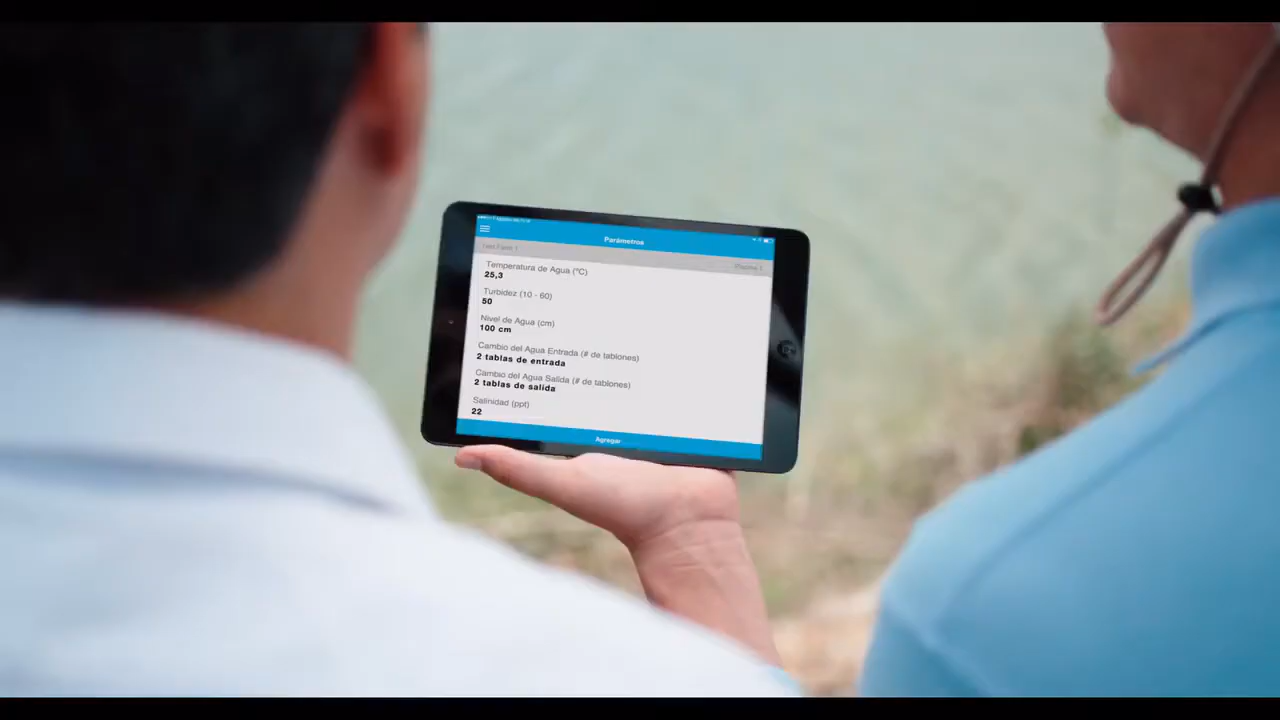 Parámetros
Temperatura de Agua (ºC)
25,3
Turbidez (10 - 60)
50
Nivel de Agua (cm)
100 cm
Cambio del Agua Entrada (# de tablones)
2 tablas de entrada
Cambio del Agua Salida (# de tablones)
2 tablas de salida
Salinidad (ppt)
22
Agregar